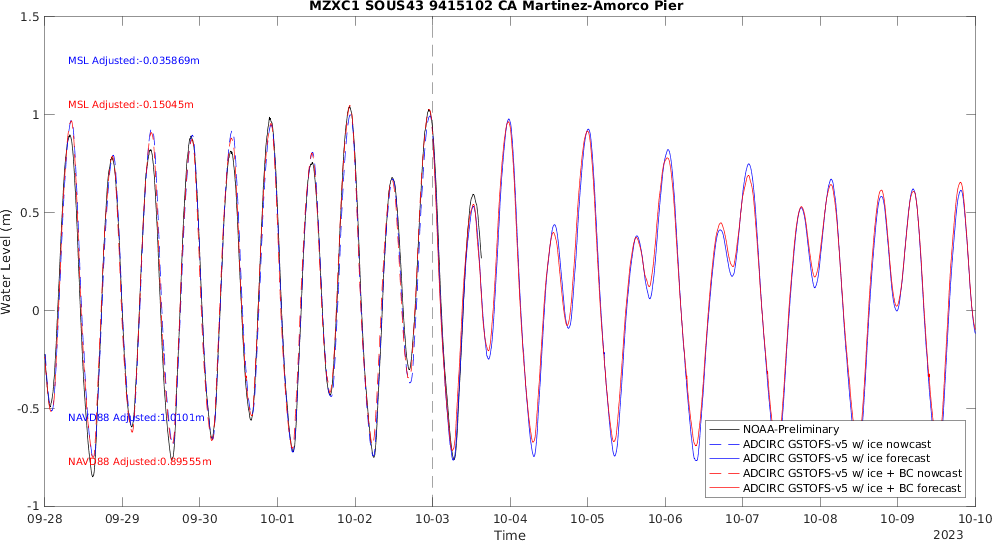 MZXC1 SOUS43 9415102 CA Martinez-Amorco Pier
1.5
1
0.5
0
-0.5
-1
Water Level (m)
MSL Adjusted:-0.035869m
MSL Adjusted:-0.15045m
NAVD88 Adjusted:1.0101m
NAVD88 Adjusted:0.89555m
NOAA-Preliminary
ADCIRC GSTOFS-v5 w/ ice nowcast
ADCIRC GSTOFS-v5 w/ ice forecast
ADCIRC GSTOFS-v5 w/ ice + BC nowcast
ADCIRC GSTOFS-v5 w/ ice + BC forecast
09-28 09-29 09-30 10-01 10-02 10-03 10-04 10-05 10-06 10-07 10-08 10-09 10-10
Time
2023